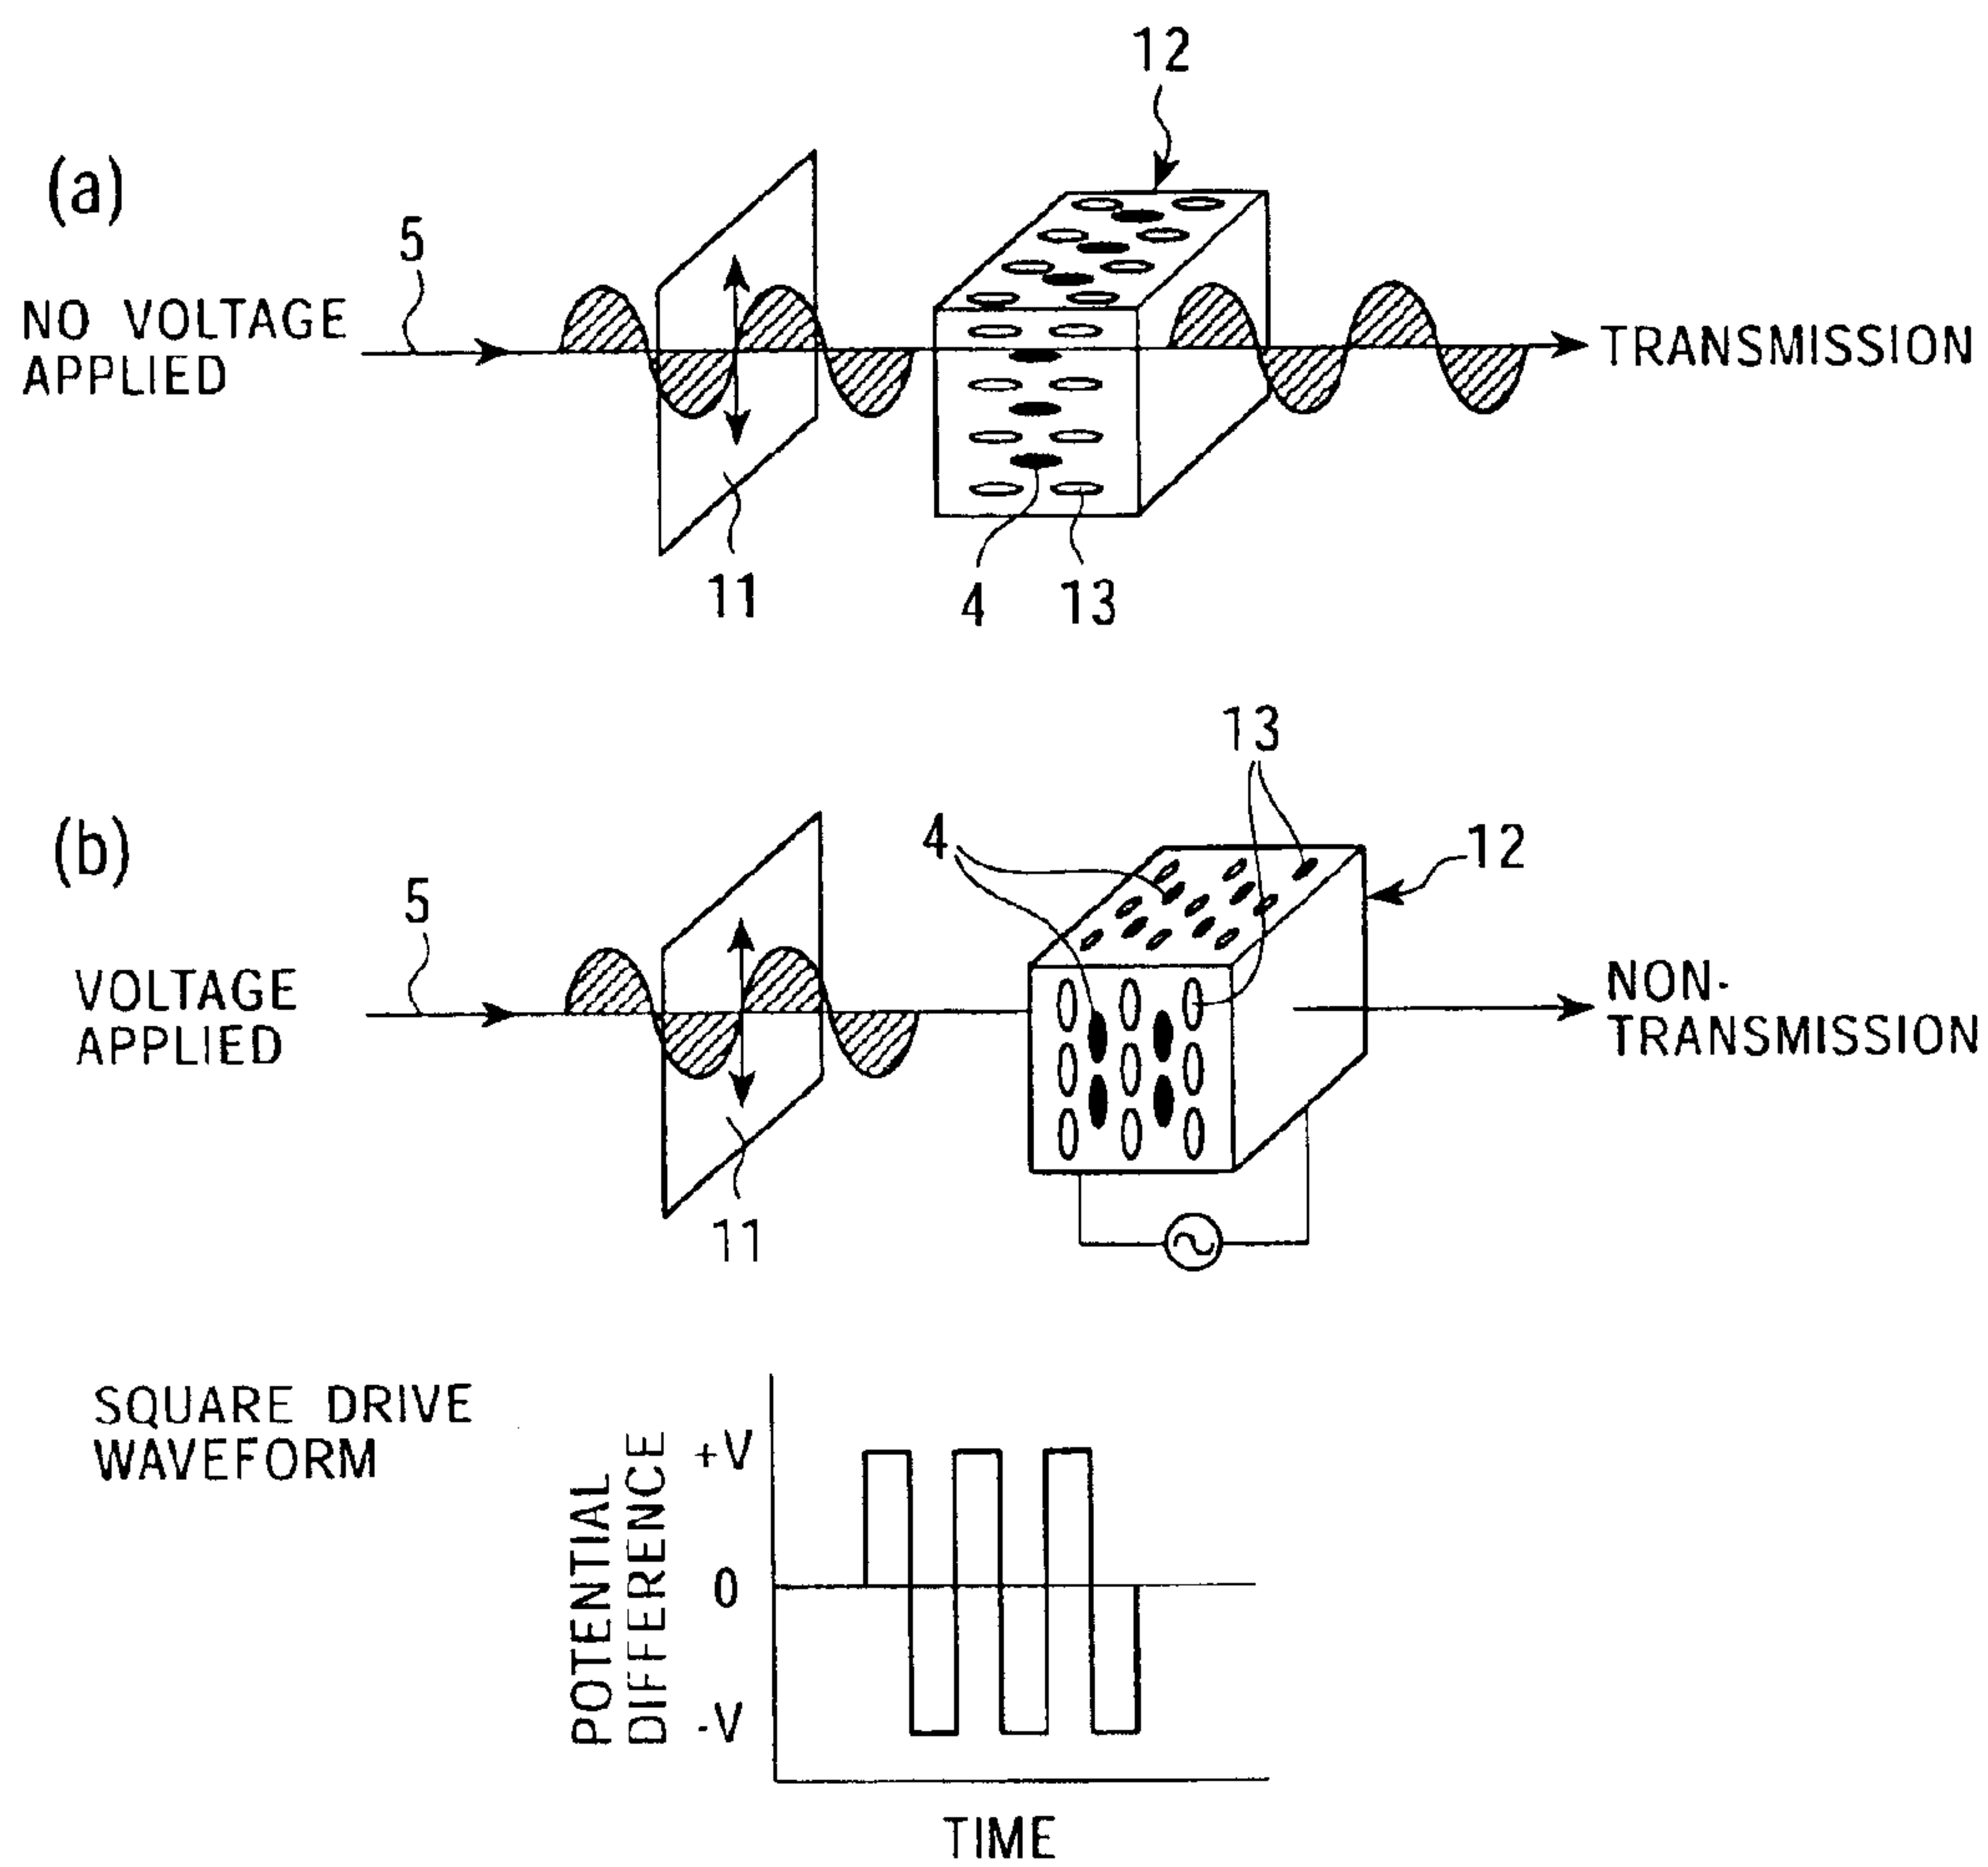 12
(a)
5
NO VOLTAGE
APPLIED
TRANSMISSION
11
4
13
13
(b)
4
12
5
VOLTAGE
APPLIED
NON-
TRANSMISSION
11
SQUARE DRIVE
WAVEFORM
POTENTIAL
DIFFERENCE
+V
0
-V
TIME